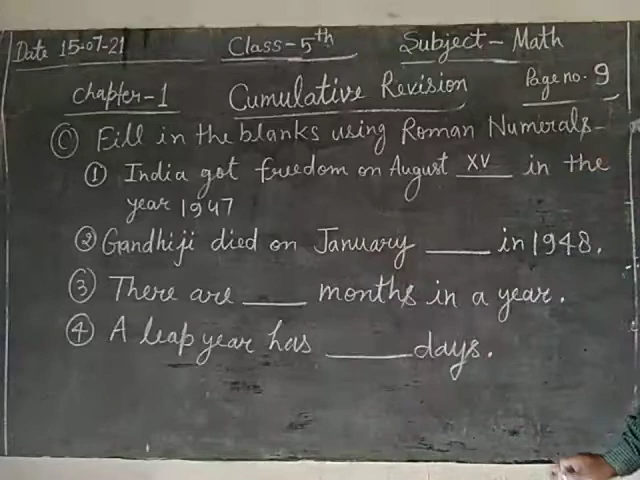 Date 15-07-21 Class-5th Subject-Math
Chapter-1 Cumulative Revision Page no. 9
(C) Fill in the blanks using Roman Numerals-
① India got freedom on August XV in the
year 1947
② Gandhiji died on January ____ in 1948.
③ There are ____ months in a year.
④ A leap year has ____ days.